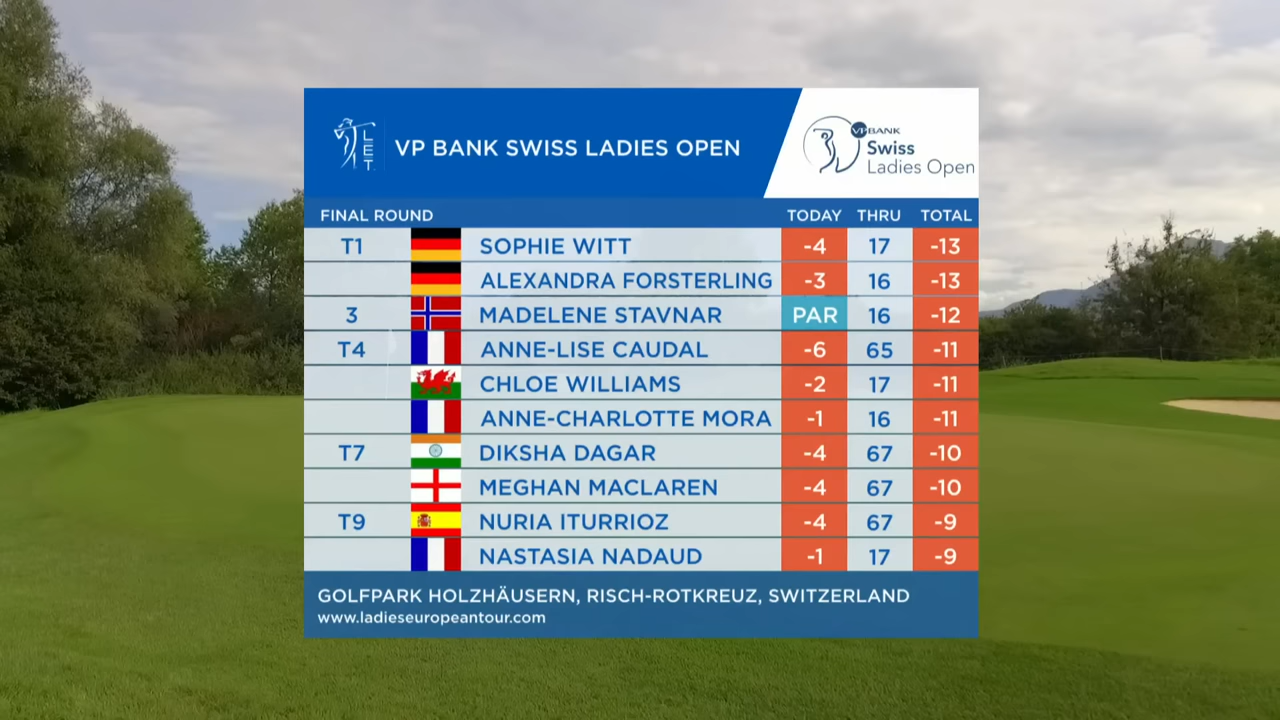 LET
VP BANK SWISS LADIES OPEN
VP BANK
Swiss
Ladies Open
FINAL ROUND TODAY THRU TOTAL
T1 SOPHIE WITT -4 17 -13
ALEXANDRA FORSTERLING -3 16 -13
3 MADELENE STAVNAR PAR 16 -12
T4 ANNE-LISE CAUDAL -6 65 -11
CHLOE WILLIAMS -2 17 -11
ANNE-CHARLOTTE MORA -1 16 -11
T7 DIKSHA DAGAR -4 67 -10
MEGHAN MACLAREN -4 67 -10
T9 NURIA ITURRIOZ -4 67 -9
NASTASIA NADAUD -1 17 -9
GOLFPARK HOLZHÄUSERN, RISCH-ROTKREUZ, SWITZERLAND
www.ladieseuropeantour.com